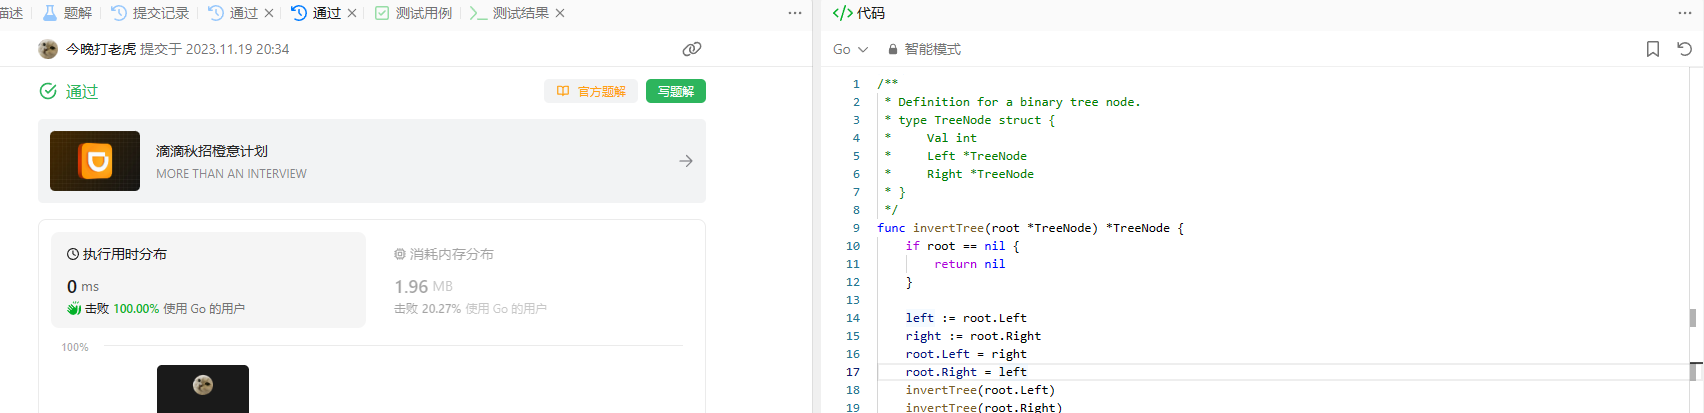 描述 题解 提交记录 通过 通过 测试用例 测试结果
今晚打老虎 提交于 2023.11.19 20:34
通过
官方题解 写题解
滴滴秋招橙意计划
MORE THAN AN INTERVIEW
执行用时分布
0 ms
击败 100.00% 使用 Go 的用户
消耗内存分布
1.96 MB
击败 20.27% 使用 Go 的用户
100%
</> 代码
Go 智能模式
1 /**
2 * Definition for a binary tree node.
3 * type TreeNode struct {
4 *     Val int
5 *     Left *TreeNode
6 *     Right *TreeNode
7 * }
8 */
9 func invertTree(root *TreeNode) *TreeNode {
10     if root == nil {
11         return nil
12     }
13
14     left := root.Left
15     right := root.Right
16     root.Left = right
17     root.Right = left
18     invertTree(root.Left)
19     invertTree(root.Right)